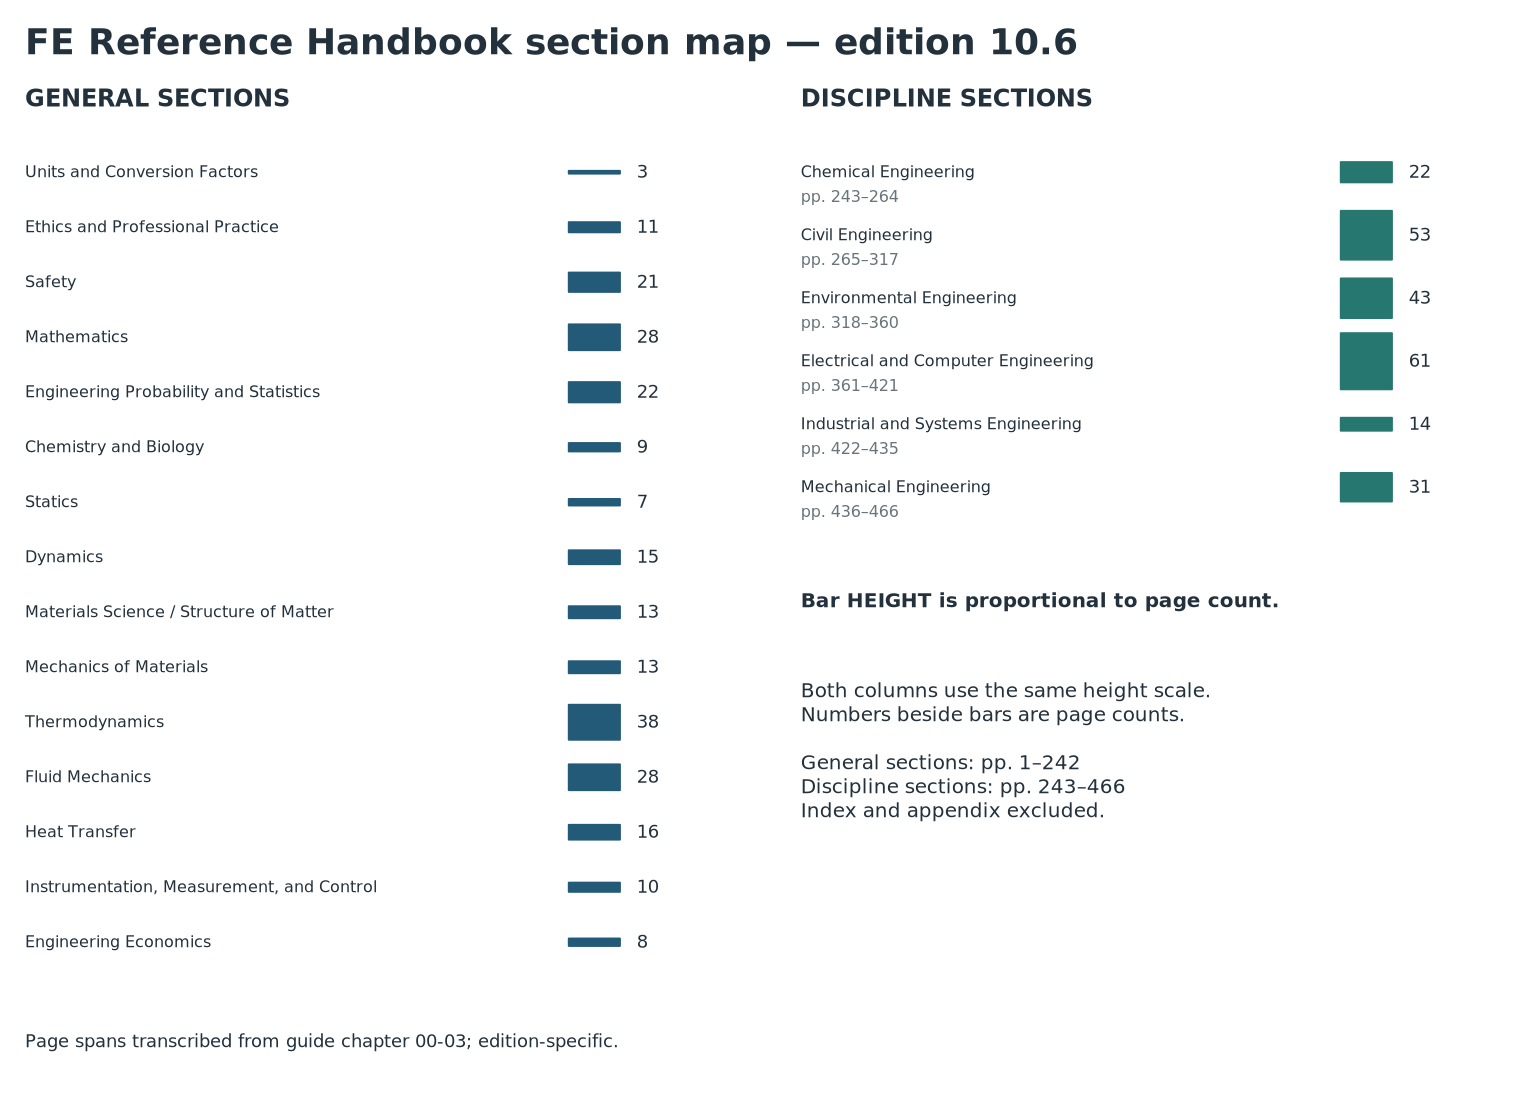 FE Reference Handbook section map — edition 10.6
GENERAL SECTIONS
Units and Conversion Factors 3
Ethics and Professional Practice 11
Safety 21
Mathematics 28
Engineering Probability and Statistics 22
Chemistry and Biology 9
Statics 7
Dynamics 15
Materials Science / Structure of Matter 13
Mechanics of Materials 13
Thermodynamics 38
Fluid Mechanics 28
Heat Transfer 16
Instrumentation, Measurement, and Control 10
Engineering Economics 8
DISCIPLINE SECTIONS
Chemical Engineering 22
pp. 243–264
Civil Engineering 53
pp. 265–317
Environmental Engineering 43
pp. 318–360
Electrical and Computer Engineering 61
pp. 361–421
Industrial and Systems Engineering 14
pp. 422–435
Mechanical Engineering 31
pp. 436–466
Bar HEIGHT is proportional to page count.
Both columns use the same height scale.
Numbers beside bars are page counts.
General sections: pp. 1–242
Discipline sections: pp. 243–466
Index and appendix excluded.
Page spans transcribed from guide chapter 00-03; edition-specific.